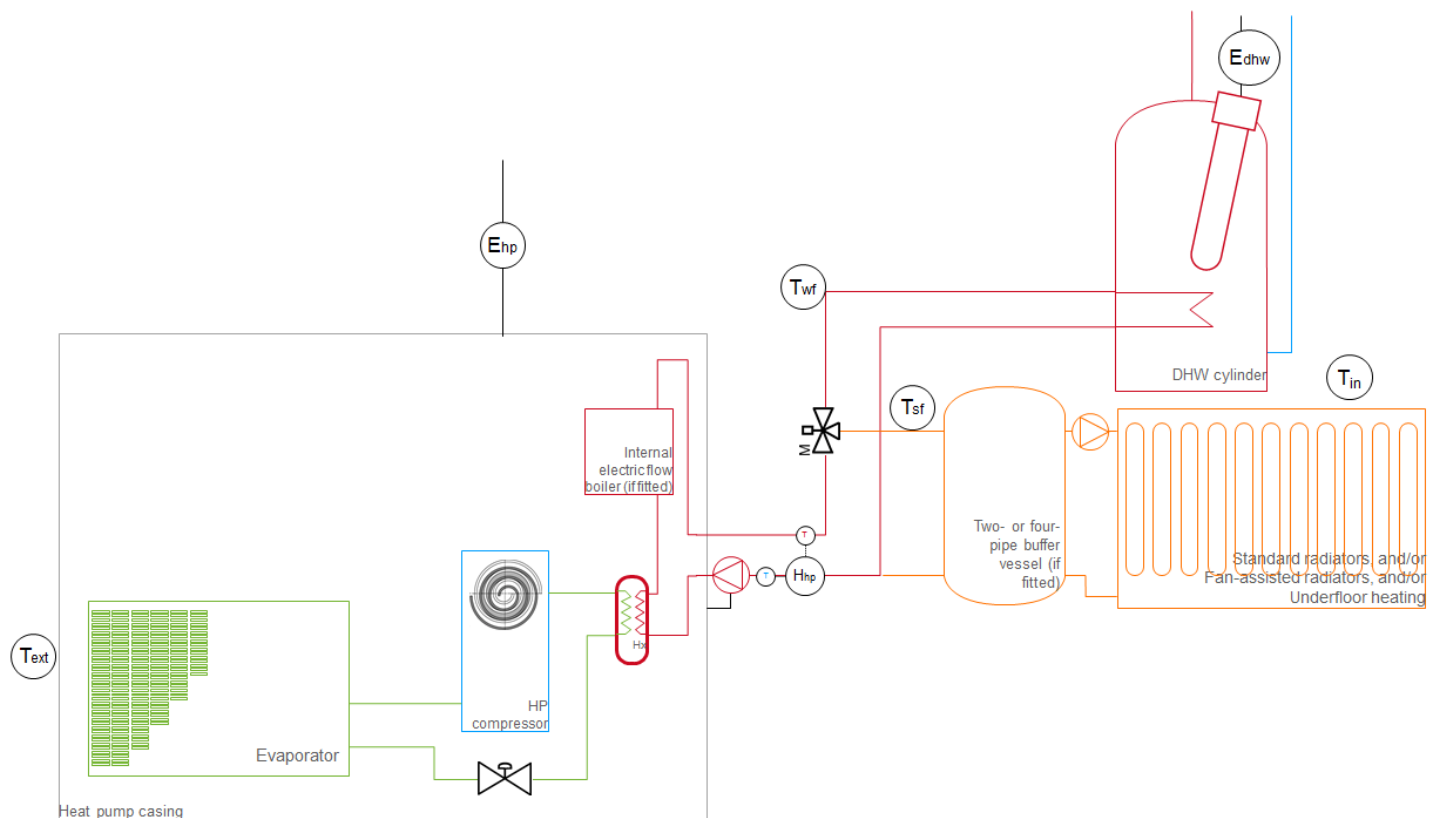 Edhw
Ehp
Twf
DHW cylinder
Tin
Tsf
M
Internal
electric flow
boiler (if fitted)
T
Two- or four-
pipe buffer
vessel (if
fitted)
Standard radiators, and/or
Fan-assisted radiators, and/or
Underfloor heating
T
Hhp
Hx
Text
HP
compressor
Evaporator
Heat pump casing